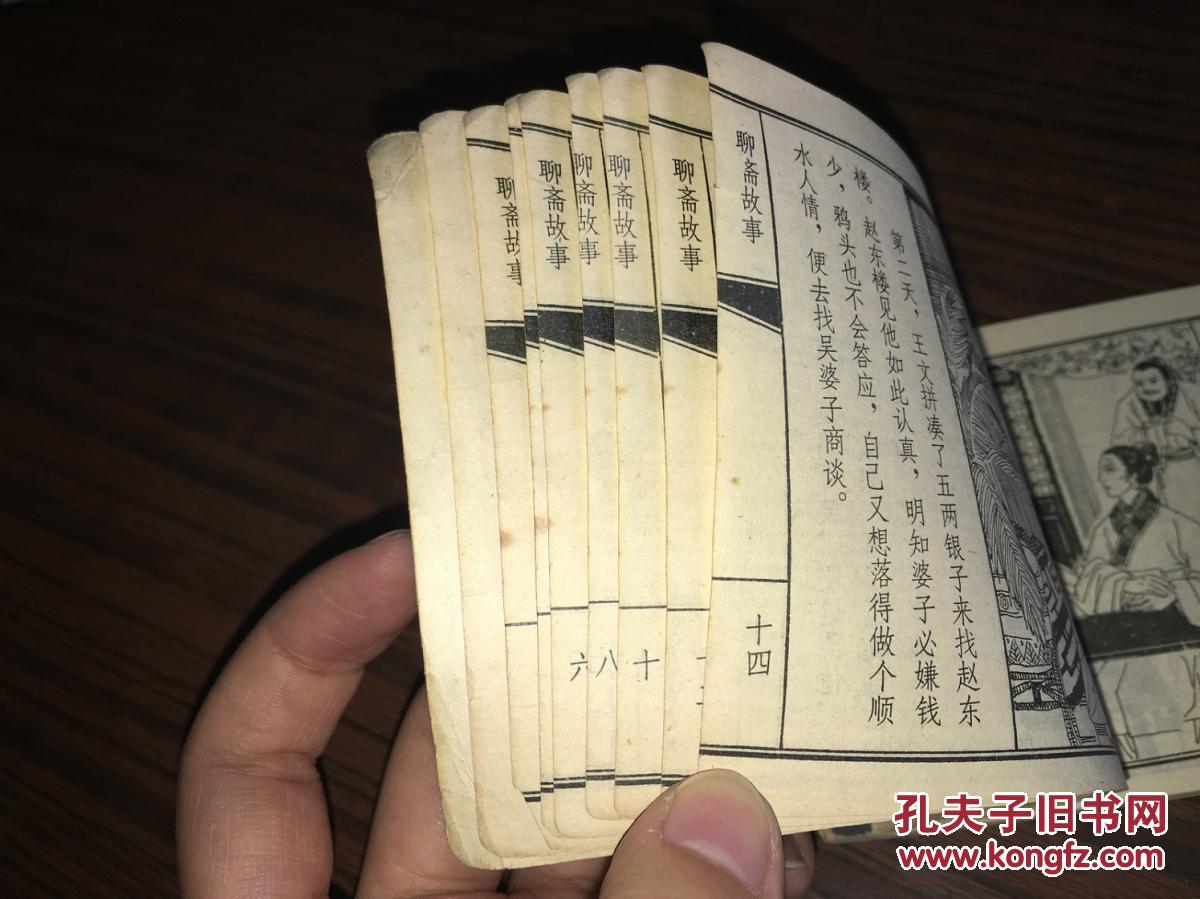 第二天，王文拼凑了五两银子来找赵东
楼。赵东楼见他如此认真，明知婆子必嫌钱
少，鸦头也不会答应，自己又想落得做个顺
水人情，便去找吴婆子商谈。
聊斋故事
十四
聊斋故事
聊斋故事
十
聊斋故事
八
聊斋故事
六
聊斋故事
孔夫子旧书网
www.kongfz.com